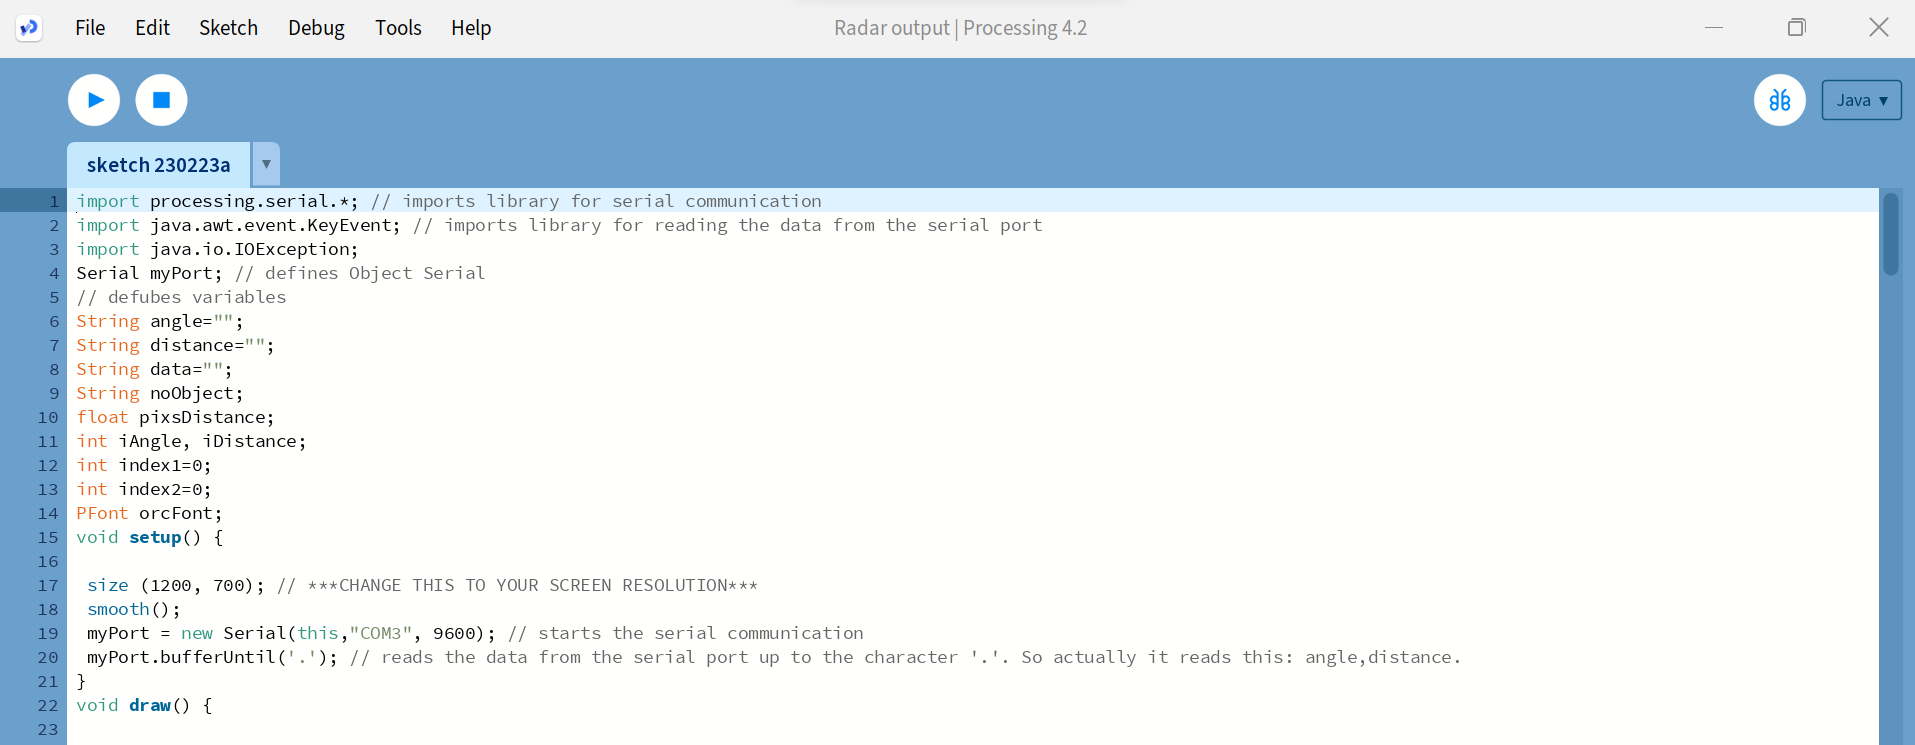 File Edit Sketch Debug Tools Help Radar output | Processing 4.2
Java ▾
sketch 230223a ▾
1 import processing.serial.*; // imports library for serial communication
2 import java.awt.event.KeyEvent; // imports library for reading the data from the serial port
3 import java.io.IOException;
4 Serial myPort; // defines Object Serial
5 // defubes variables
6 String angle="";
7 String distance="";
8 String data="";
9 String noObject;
10 float pixsDistance;
11 int iAngle, iDistance;
12 int index1=0;
13 int index2=0;
14 PFont orcFont;
15 void setup() {
16
17 size (1200, 700); // ***CHANGE THIS TO YOUR SCREEN RESOLUTION***
18 smooth();
19 myPort = new Serial(this,"COM3", 9600); // starts the serial communication
20 myPort.bufferUntil('.'); // reads the data from the serial port up to the character '.'. So actually it reads this: angle,distance.
21 }
22 void draw() {
23